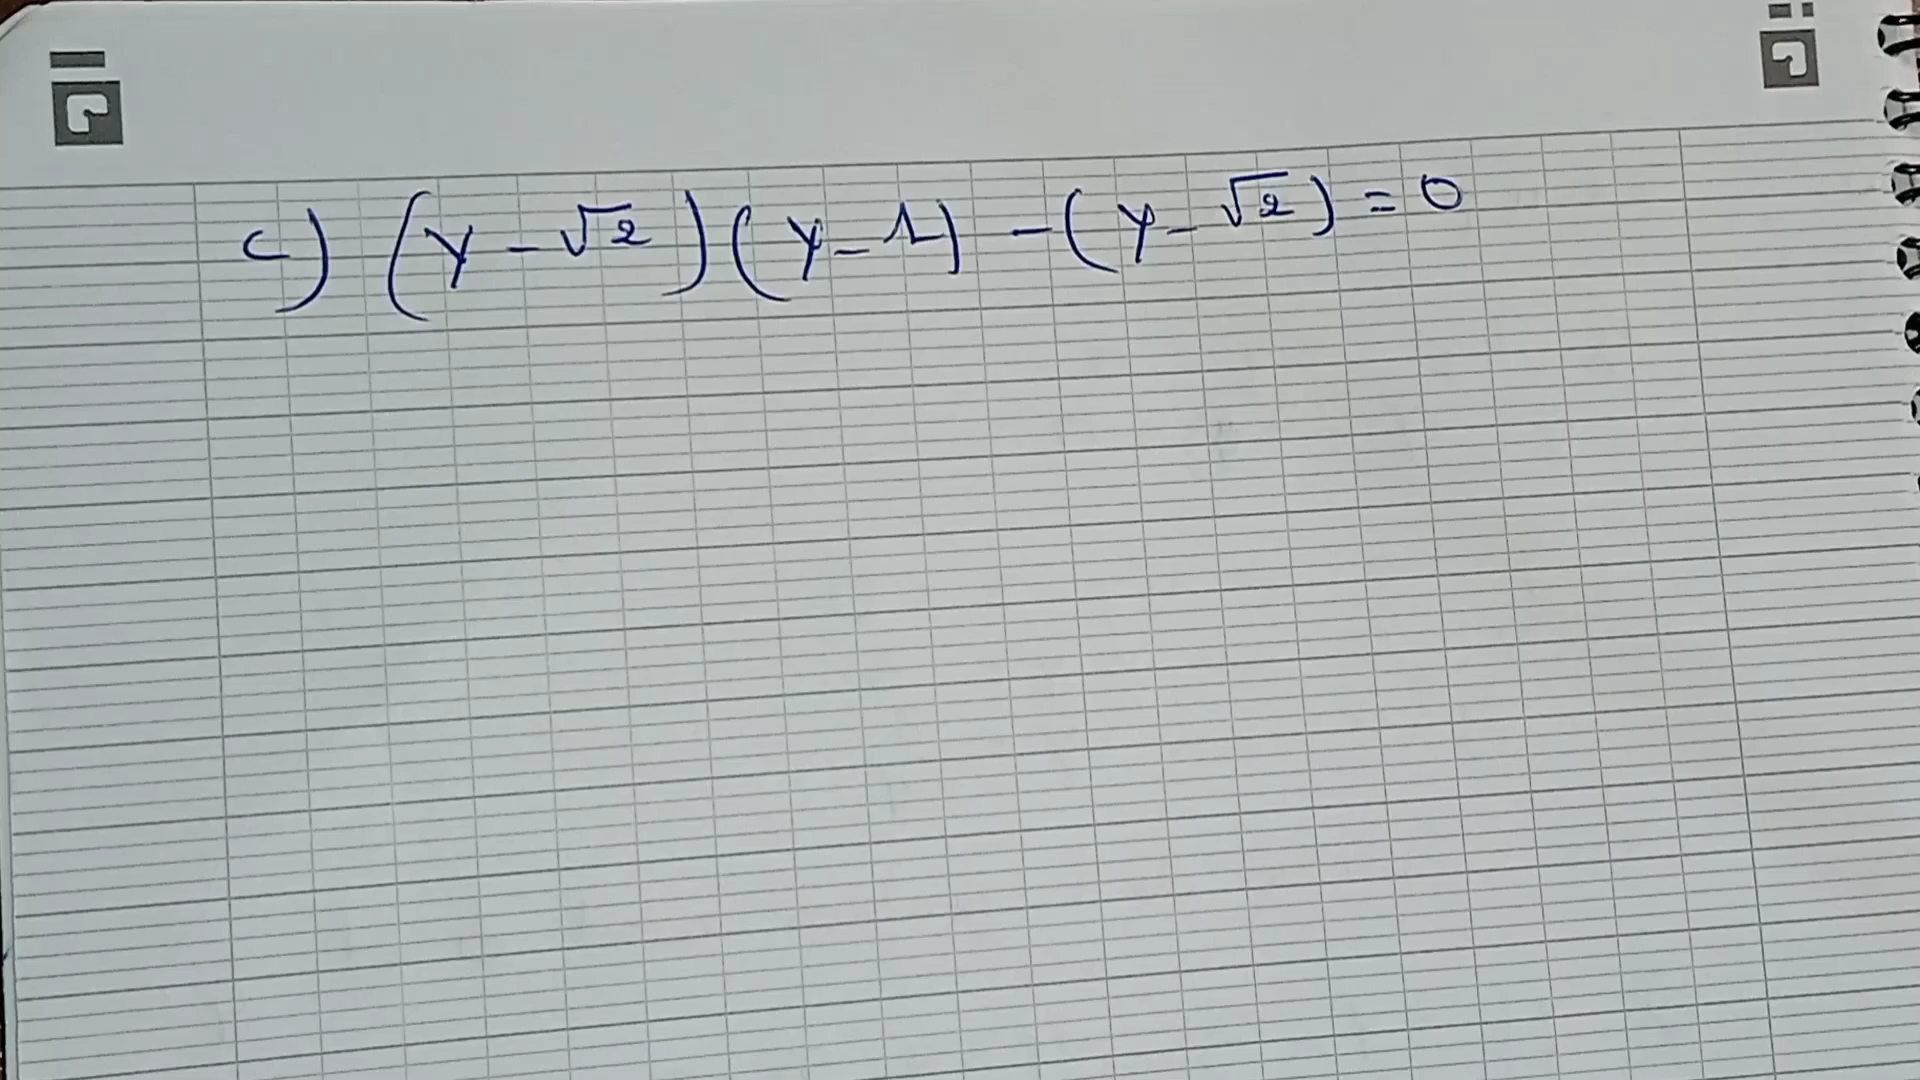 c) (y - √2)(y - 1) - (y - √2) = 0